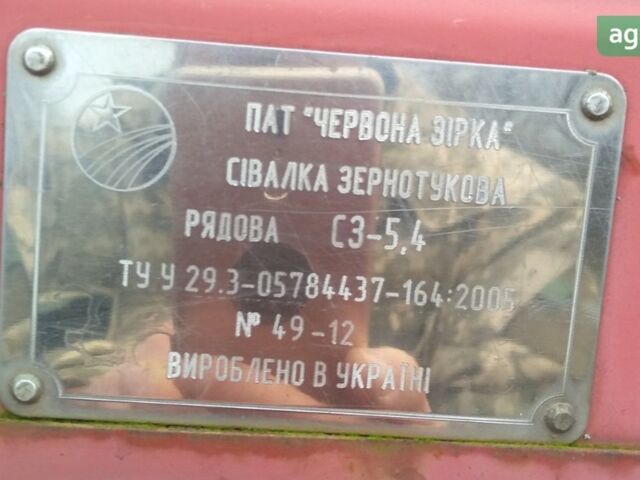 ag
ПАТ "ЧЕРВОНА ЗІРКА"
СІВАЛКА ЗЕРНОТУКОВА
РЯДОВА СЗ-5,4
ТУ У 29.3-05784437-164:2005
№ 49-12
ВИРОБЛЕНО В УКРАЇНІ